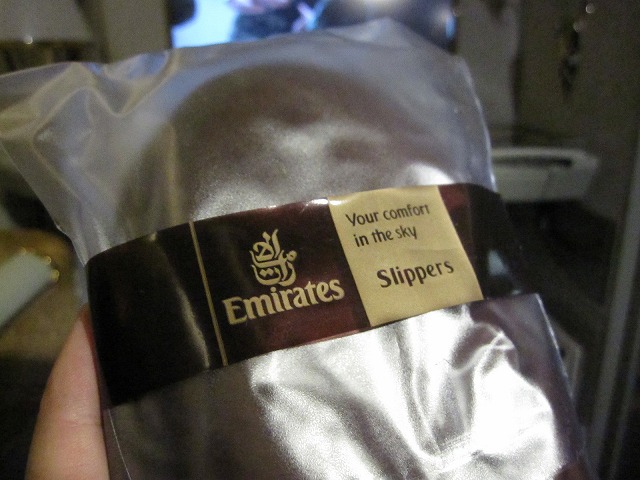 Emirates
Your comfort
in the sky
Slippers